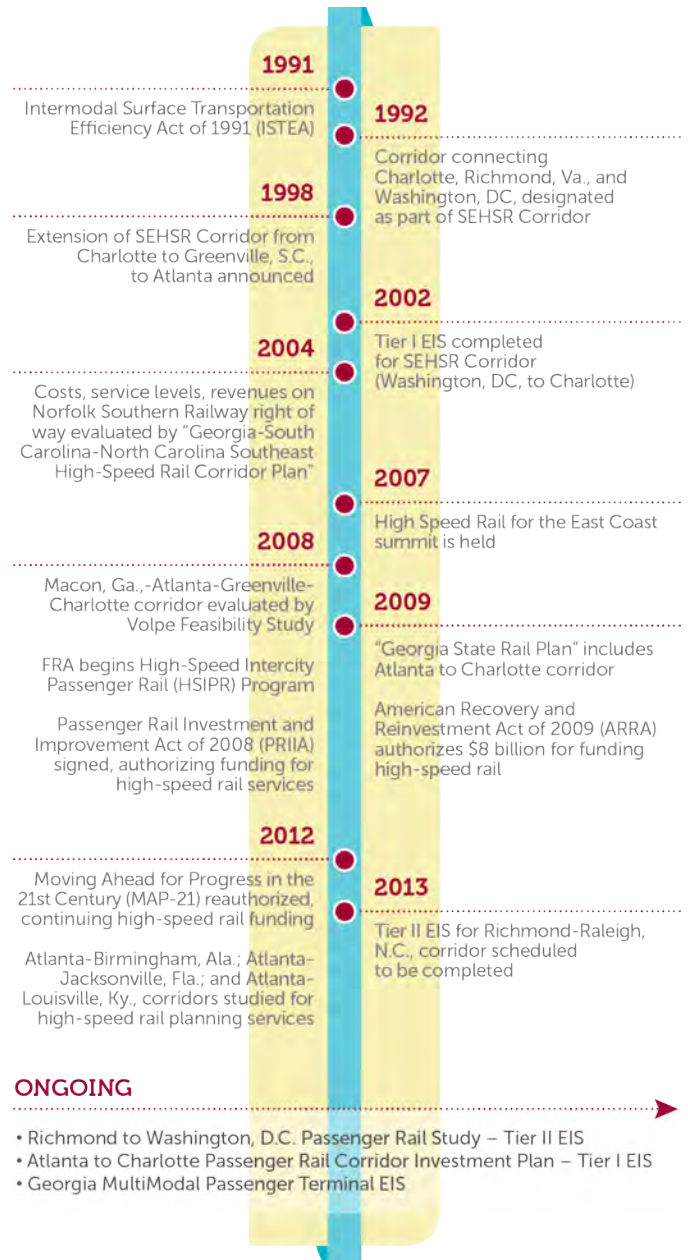 1991
Intermodal Surface Transportation
Efficiency Act of 1991 (ISTEA)
1992
Corridor connecting
Charlotte, Richmond, Va., and
Washington, DC, designated
as part of SEHSR Corridor
1998
Extension of SEHSR Corridor from
Charlotte to Greenville, S.C.,
to Atlanta announced
2002
Tier I EIS completed
for SEHSR Corridor
(Washington, DC, to Charlotte)
2004
Costs, service levels, revenues on
Norfolk Southern Railway right of
way evaluated by “Georgia-South
Carolina-North Carolina Southeast
High-Speed Rail Corridor Plan”
2007
High Speed Rail for the East Coast
summit is held
2008
Macon, Ga.,-Atlanta-Greenville-
Charlotte corridor evaluated by
Volpe Feasibility Study
FRA begins High-Speed Intercity
Passenger Rail (HSIPR) Program
Passenger Rail Investment and
Improvement Act of 2008 (PRIIA)
signed, authorizing funding for
high-speed rail services
2009
“Georgia State Rail Plan” includes
Atlanta to Charlotte corridor
American Recovery and
Reinvestment Act of 2009 (ARRA)
authorizes $8 billion for funding
high-speed rail
2012
Moving Ahead for Progress in the
21st Century (MAP-21) reauthorized,
continuing high-speed rail funding
Atlanta-Birmingham, Ala.; Atlanta-
Jacksonville, Fla.; and Atlanta-
Louisville, Ky., corridors studied for
high-speed rail planning services
2013
Tier II EIS for Richmond-Raleigh,
N.C., corridor scheduled
to be completed
ONGOING
• Richmond to Washington, D.C. Passenger Rail Study – Tier II EIS
• Atlanta to Charlotte Passenger Rail Corridor Investment Plan – Tier I EIS
• Georgia MultiModal Passenger Terminal EIS